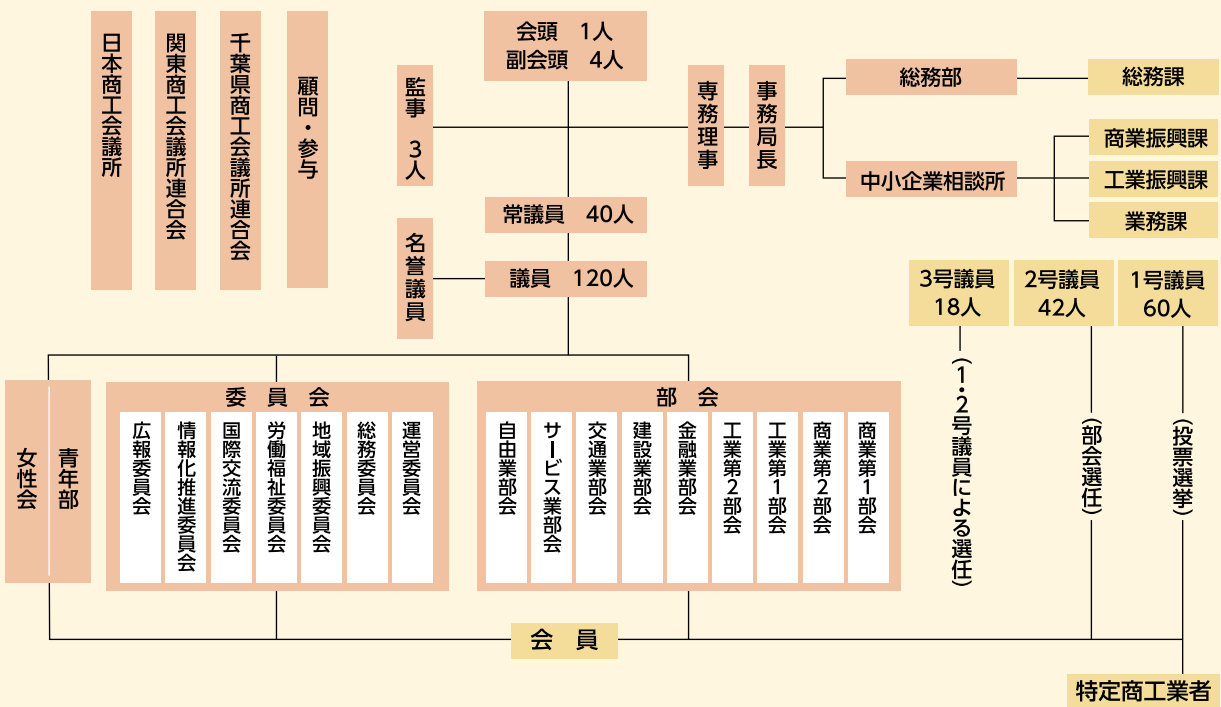 日本商工会議所
関東商工会議所連合会
千葉県商工会議所連合会
顧問・参与
会頭　1人
副会頭　4人
監事　3人
専務理事
事務局長
総務部
総務課
中小企業相談所
商業振興課
工業振興課
業務課
常議員　40人
名誉議員
議員　120人
3号議員
18人
2号議員
42人
1号議員
60人
(1・2号議員による選任)
(部会選任)
(投票選挙)
女性会
青年部
委　員　会
広報委員会
情報化推進委員会
国際交流委員会
労働福祉委員会
地域振興委員会
総務委員会
運営委員会
部　会
自由業部会
サービス業部会
交通業部会
建設業部会
金融業部会
工業第2部会
工業第1部会
商業第2部会
商業第1部会
会　員
特定商工業者